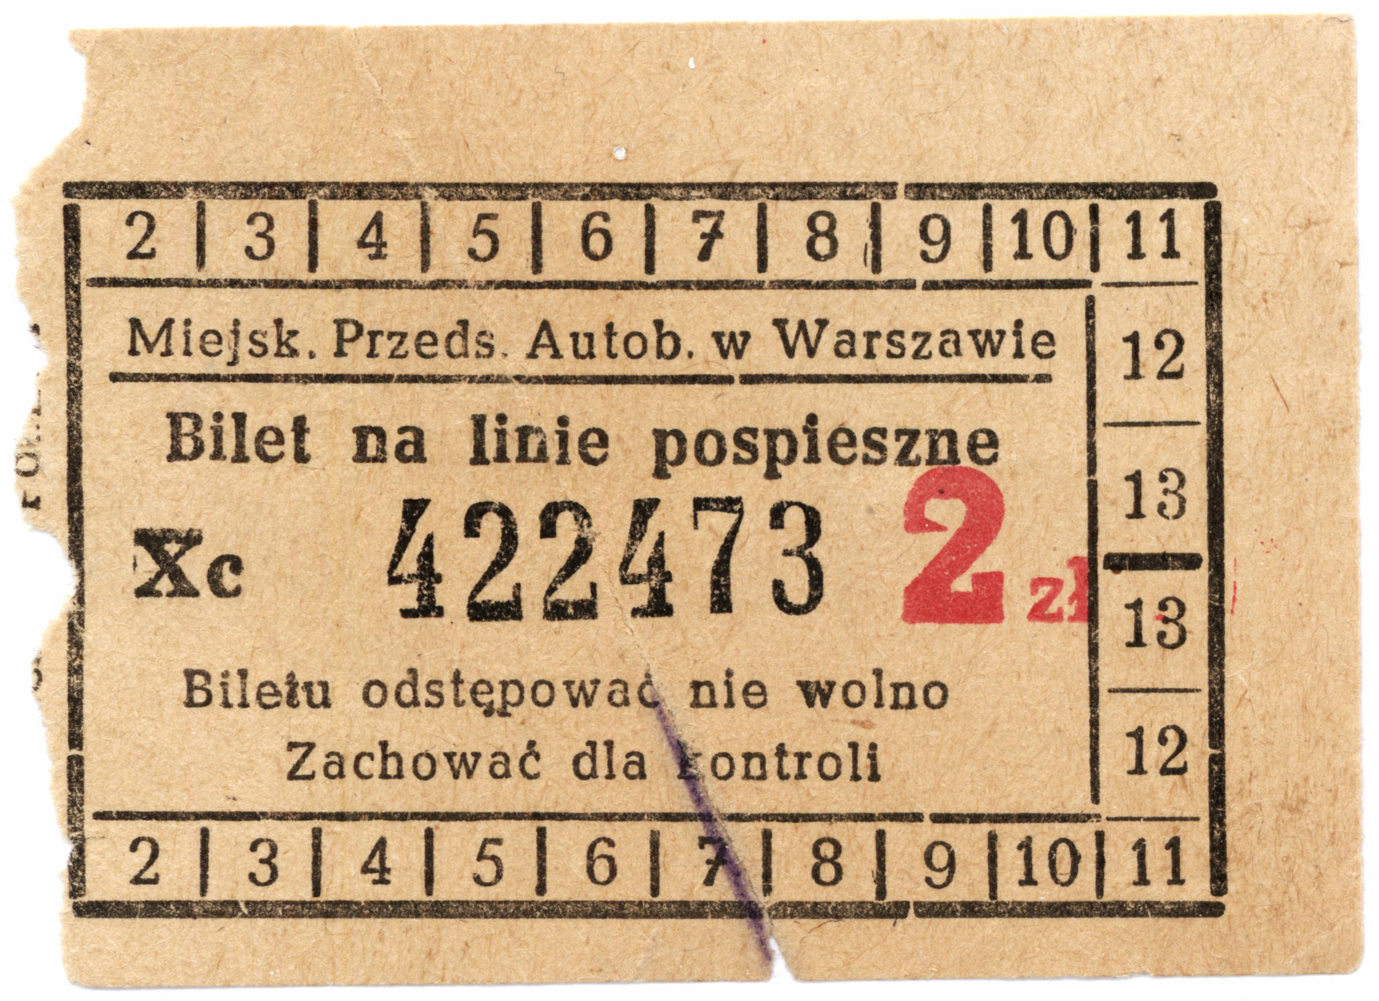 2 3 4 5 6 7 8 9 10 11
Miejsk. Przeds. Autob. w Warszawie
12
Bilet na linie pospieszne
13
Xc 422473 2 zł
13
Biletu odstępować nie wolno
12
Zachować dla kontroli
2 3 4 5 6 7 8 9 10 11